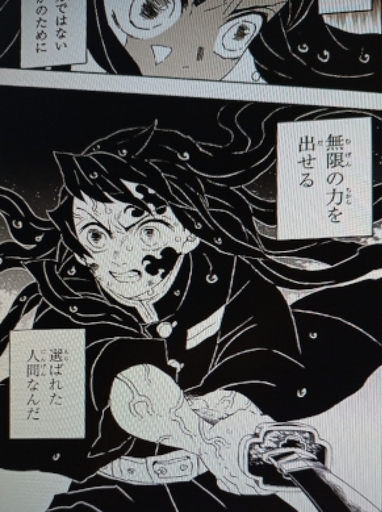 ではない
かのために
無限の力を
出せる
選ばれた
人間なんだ